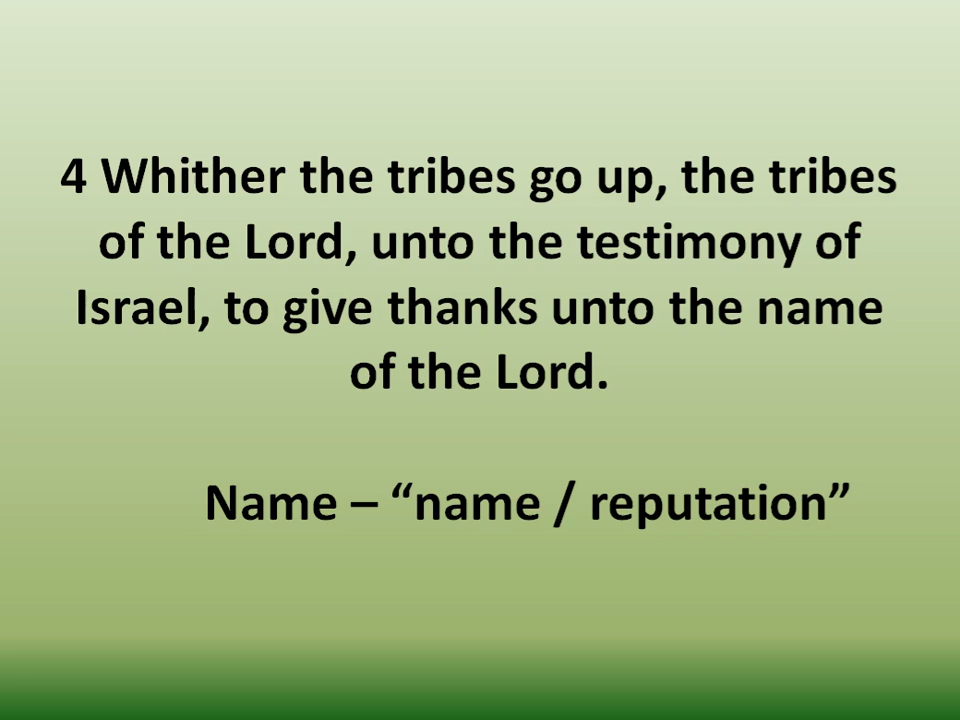 4 Whither the tribes go up, the tribes
of the Lord, unto the testimony of
Israel, to give thanks unto the name
of the Lord.
Name – “name / reputation”